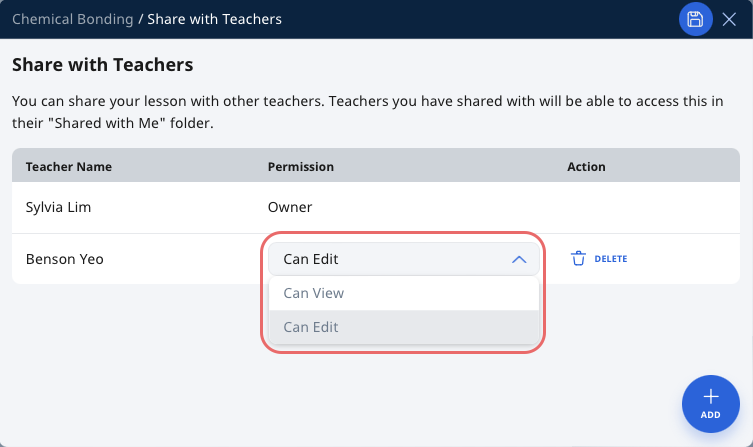 Chemical Bonding / Share with Teachers
Share with Teachers
You can share your lesson with other teachers. Teachers you have shared with will be able to access this in
their "Shared with Me" folder.
Teacher Name Permission Action
Sylvia Lim Owner
Benson Yeo Can Edit DELETE
Can View
Can Edit
ADD